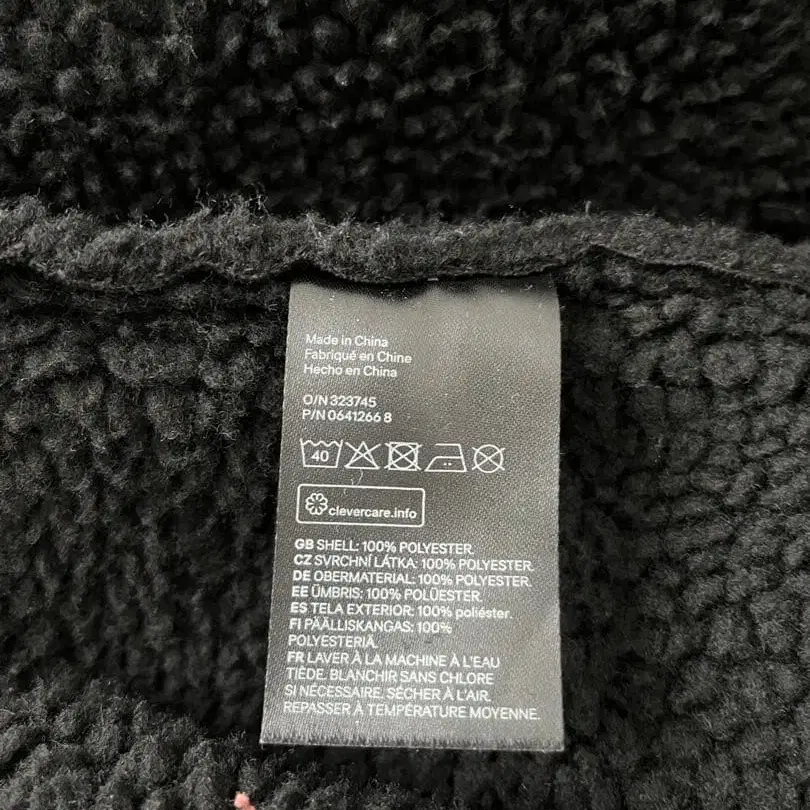 Made in China
Fabriqué en Chine
Hecho en China
O/N 323745
P/N 0641266 8
40
clevercare.info
GB SHELL: 100% POLYESTER.
CZ SVRCHNÍ LÁTKA: 100% POLYESTER.
DE OBERMATERIAL: 100% POLYESTER.
EE ÜMBRIS: 100% POLÜESTER.
ES TELA EXTERIOR: 100% poliéster.
FI PÄÄLLISKANGAS: 100%
POLYESTERIÄ.
FR LAVER À LA MACHINE À L'EAU
TIÈDE. BLANCHIR SANS CHLORE
SI NÉCESSAIRE. SÉCHER À L'AIR.
REPASSER À TEMPÉRATURE MOYENNE.